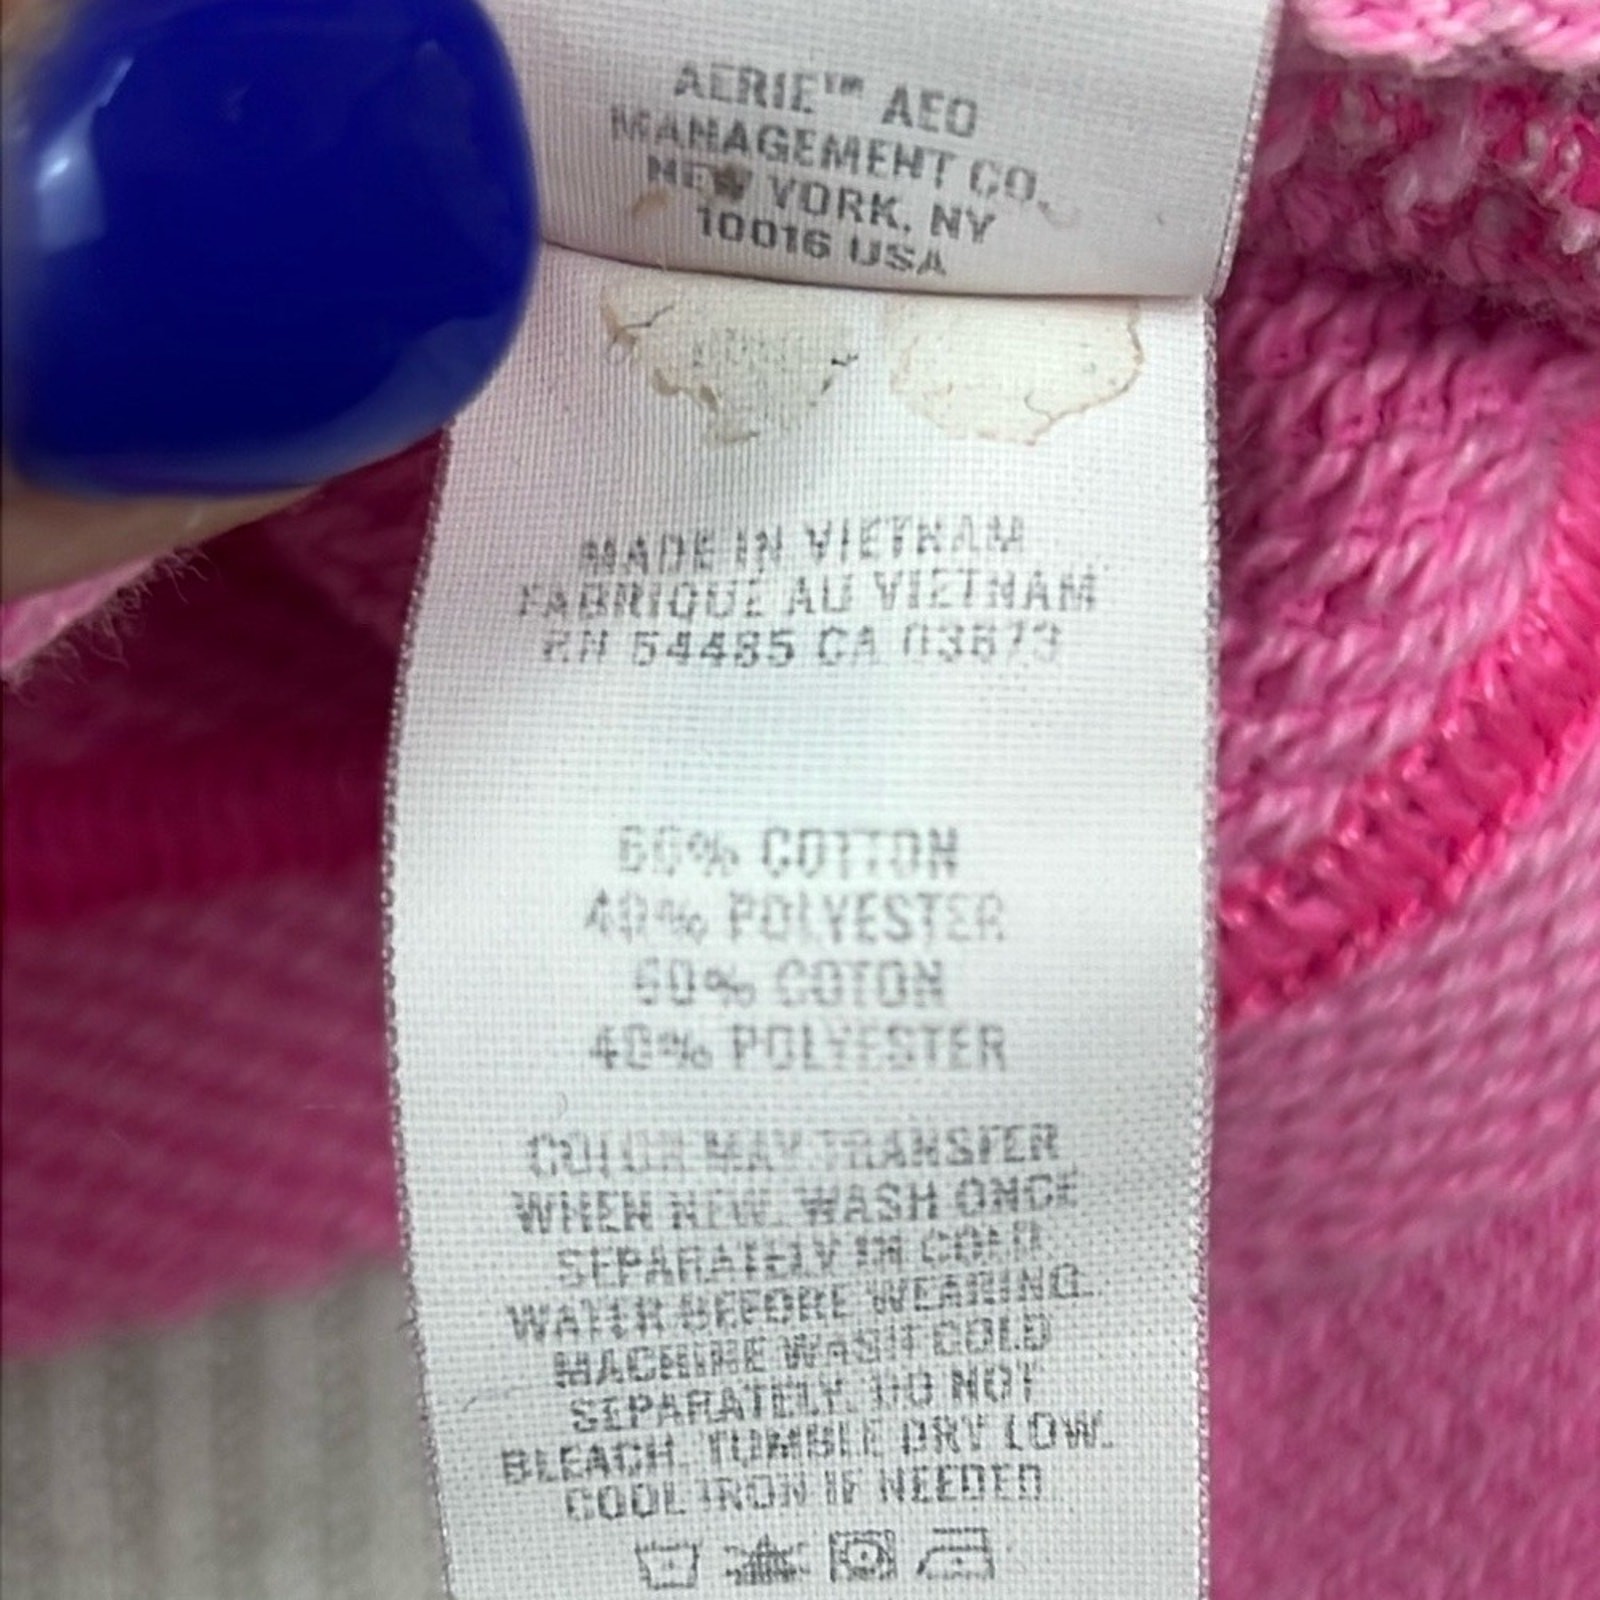 AERIE™ AEO
MANAGEMENT CO.
NEW YORK, NY
10016 USA
MADE IN VIETNAM
FABRIQUE AU VIETNAM
RN 54485 CA 03673
60% COTTON
40% POLYESTER
60% COTON
40% POLYESTER
COLOR MAY TRANSFER
WHEN NEW. WASH ONCE
SEPARATELY IN COLD
WATER BEFORE WEARING.
MACHINE WASH COLD
SEPARATELY. DO NOT
BLEACH. TUMBLE DRY LOW.
COOL IRON IF NEEDED.